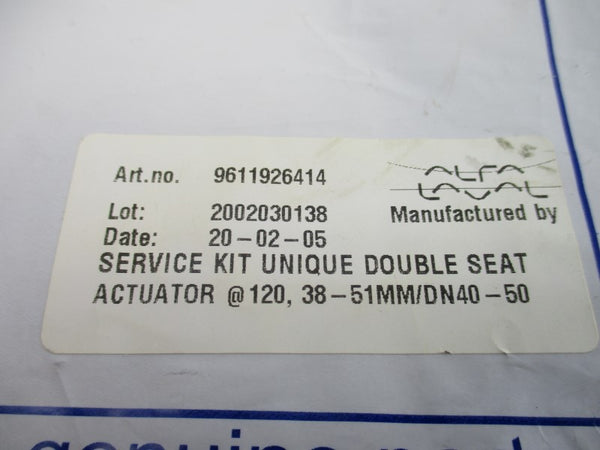 Art.no. 9611926414
ALFA
LAVAL
Lot: 2002030138
Manufactured by
Date: 20-02-05
SERVICE KIT UNIQUE DOUBLE SEAT
ACTUATOR @120, 38-51MM/DN40-50
genuine